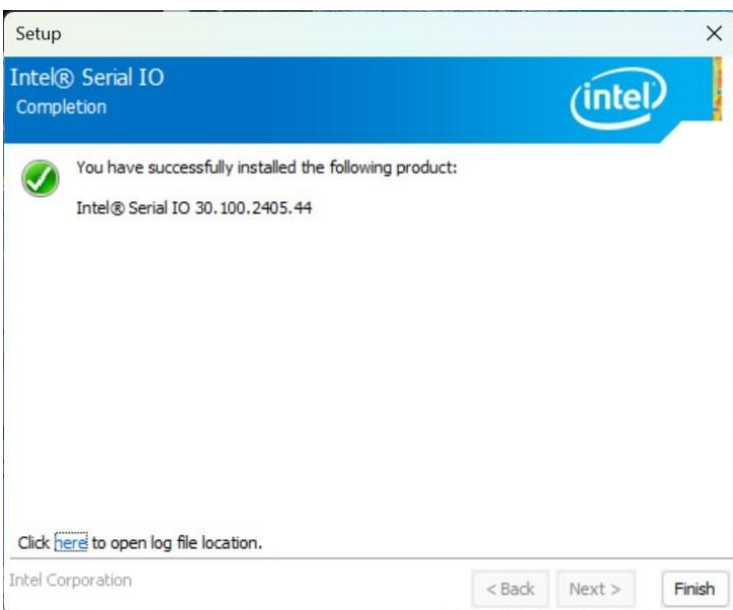 Setup
Intel® Serial IO
Completion
intel
You have successfully installed the following product:
Intel® Serial IO 30.100.2405.44
Click here to open log file location.
Intel Corporation
< Back Next > Finish